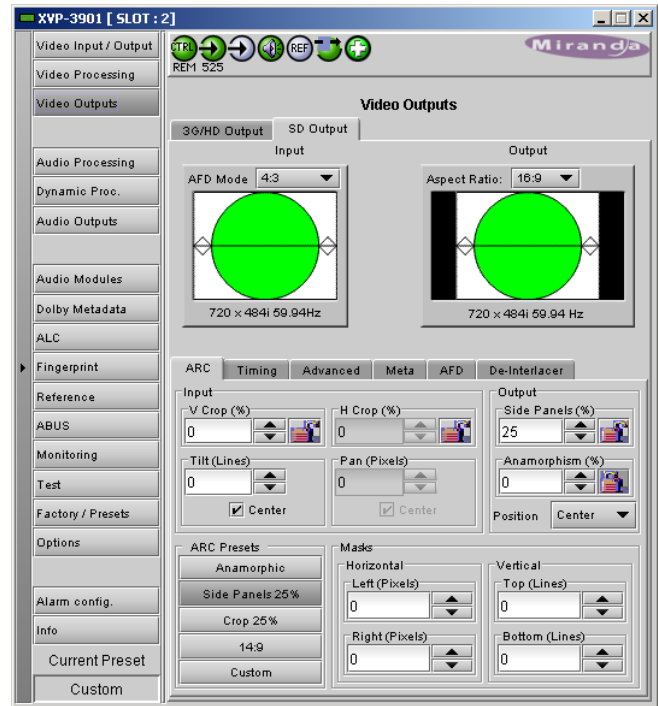 XVP-3901 [ SLOT : 2]
Video Input / Output
Video Processing
Video Outputs
Audio Processing
Dynamic Proc.
Audio Outputs
Audio Modules
Dolby Metadata
ALC
Fingerprint
Reference
ABUS
Monitoring
Test
Factory / Presets
Options
Alarm config.
Info
Current Preset
Custom
CTRL
REF
REM 525
Miranda
Video Outputs
3G/HD Output SD Output
Input Output
AFD Mode 4:3 Aspect Ratio: 16:9
720 x 484i 59.94Hz 720 x 484i 59.94 Hz
ARC Timing Advanced Meta AFD De-Interlacer
Input
V Crop (%)
0
H Crop (%)
0
Tilt (Lines)
0
Center
Pan (Pixels)
0
Center
Output
Side Panels (%)
25
Anamorphism (%)
0
Position Center
ARC Presets
Anamorphic
Side Panels 25%
Crop 25%
14:9
Custom
Masks
Horizontal
Left (Pixels)
0
Right (Pixels)
0
Vertical
Top (Lines)
0
Bottom (Lines)
0